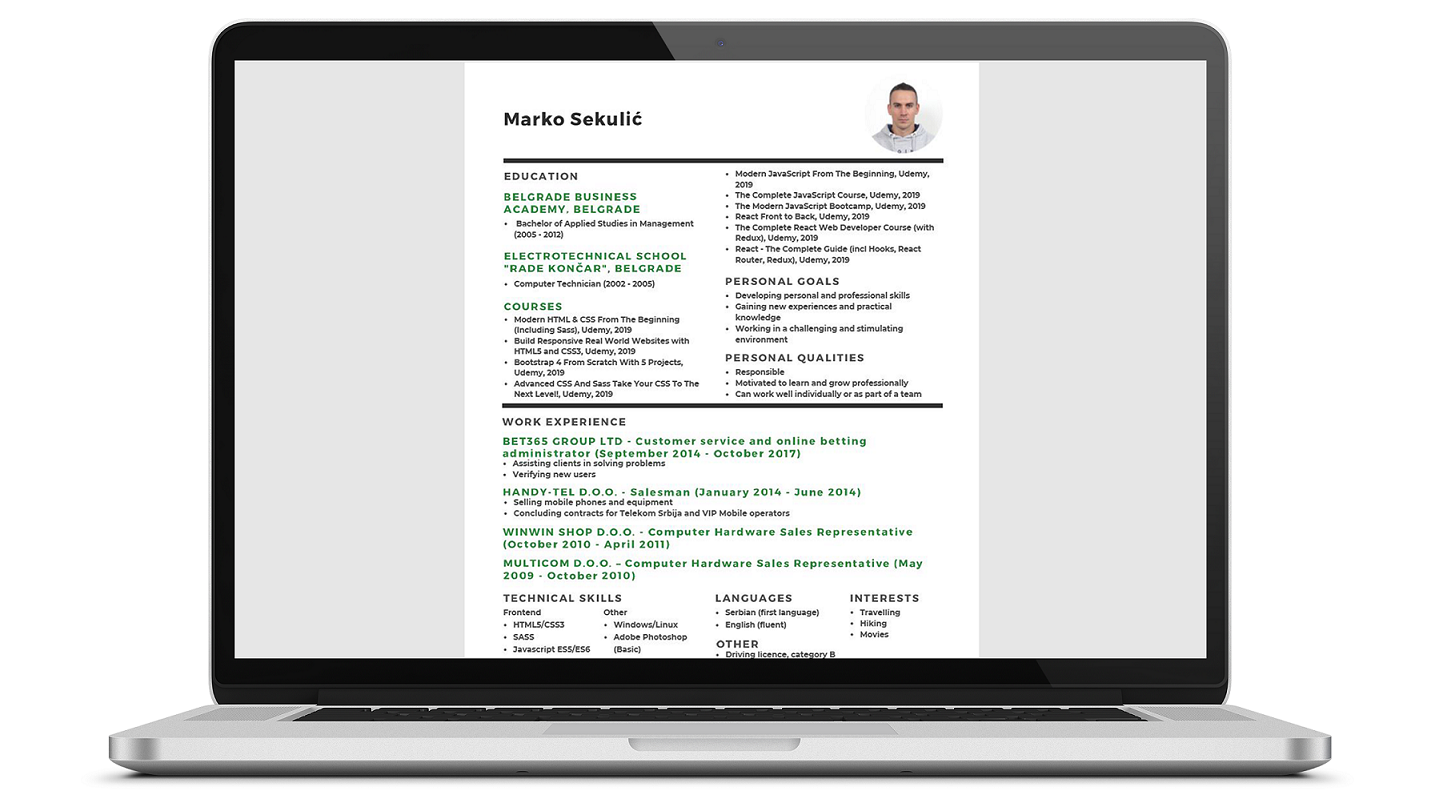 Marko Sekulić
EDUCATION
BELGRADE BUSINESS
ACADEMY, BELGRADE
• Bachelor of Applied Studies in Management
(2005 - 2012)
ELECTROTECHNICAL SCHOOL
"RADE KONČAR", BELGRADE
• Computer Technician (2002 - 2005)
COURSES
• Modern HTML & CSS From The Beginning
(Including Sass), Udemy, 2019
• Build Responsive Real World Websites with
HTML5 and CSS3, Udemy, 2019
• Bootstrap 4 From Scratch With 5 Projects,
Udemy, 2019
• Advanced CSS And Sass Take Your CSS To The
Next Level!, Udemy, 2019
• Modern JavaScript From The Beginning, Udemy,
2019
• The Complete JavaScript Course, Udemy, 2019
• The Modern JavaScript Bootcamp, Udemy, 2019
• React Front to Back, Udemy, 2019
• The Complete React Web Developer Course (with
Redux), Udemy, 2019
• React - The Complete Guide (incl Hooks, React
Router, Redux), Udemy, 2019
PERSONAL GOALS
• Developing personal and professional skills
• Gaining new experiences and practical
knowledge
• Working in a challenging and stimulating
environment
PERSONAL QUALITIES
• Responsible
• Motivated to learn and grow professionally
• Can work well individually or as part of a team
WORK EXPERIENCE
BET365 GROUP LTD - Customer service and online betting
administrator (September 2014 - October 2017)
• Assisting clients in solving problems
• Verifying new users
HANDY-TEL D.O.O. - Salesman (January 2014 - June 2014)
• Selling mobile phones and equipment
• Concluding contracts for Telekom Srbija and VIP Mobile operators
WINWIN SHOP D.O.O. - Computer Hardware Sales Representative
(October 2010 - April 2011)
MULTICOM D.O.O. – Computer Hardware Sales Representative (May
2009 - October 2010)
TECHNICAL SKILLS
Frontend
• HTML5/CSS3
• SASS
• Javascript ES5/ES6
Other
• Windows/Linux
• Adobe Photoshop
(Basic)
LANGUAGES
• Serbian (first language)
• English (fluent)
OTHER
• Driving licence, category B
INTERESTS
• Travelling
• Hiking
• Movies